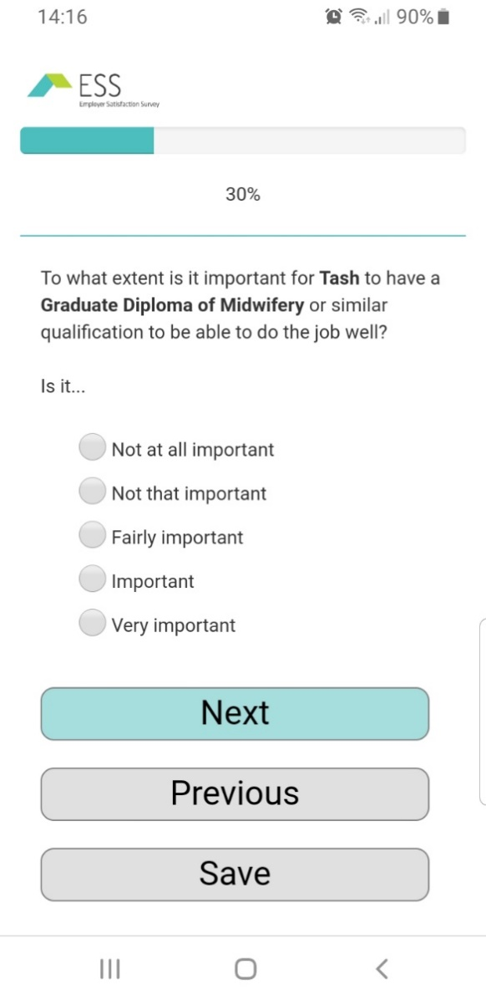 14:16 90%
ESS
Employer Satisfaction Survey
30%
To what extent is it important for Tash to have a
Graduate Diploma of Midwifery or similar
qualification to be able to do the job well?
Is it...
Not at all important
Not that important
Fairly important
Important
Very important
Next
Previous
Save